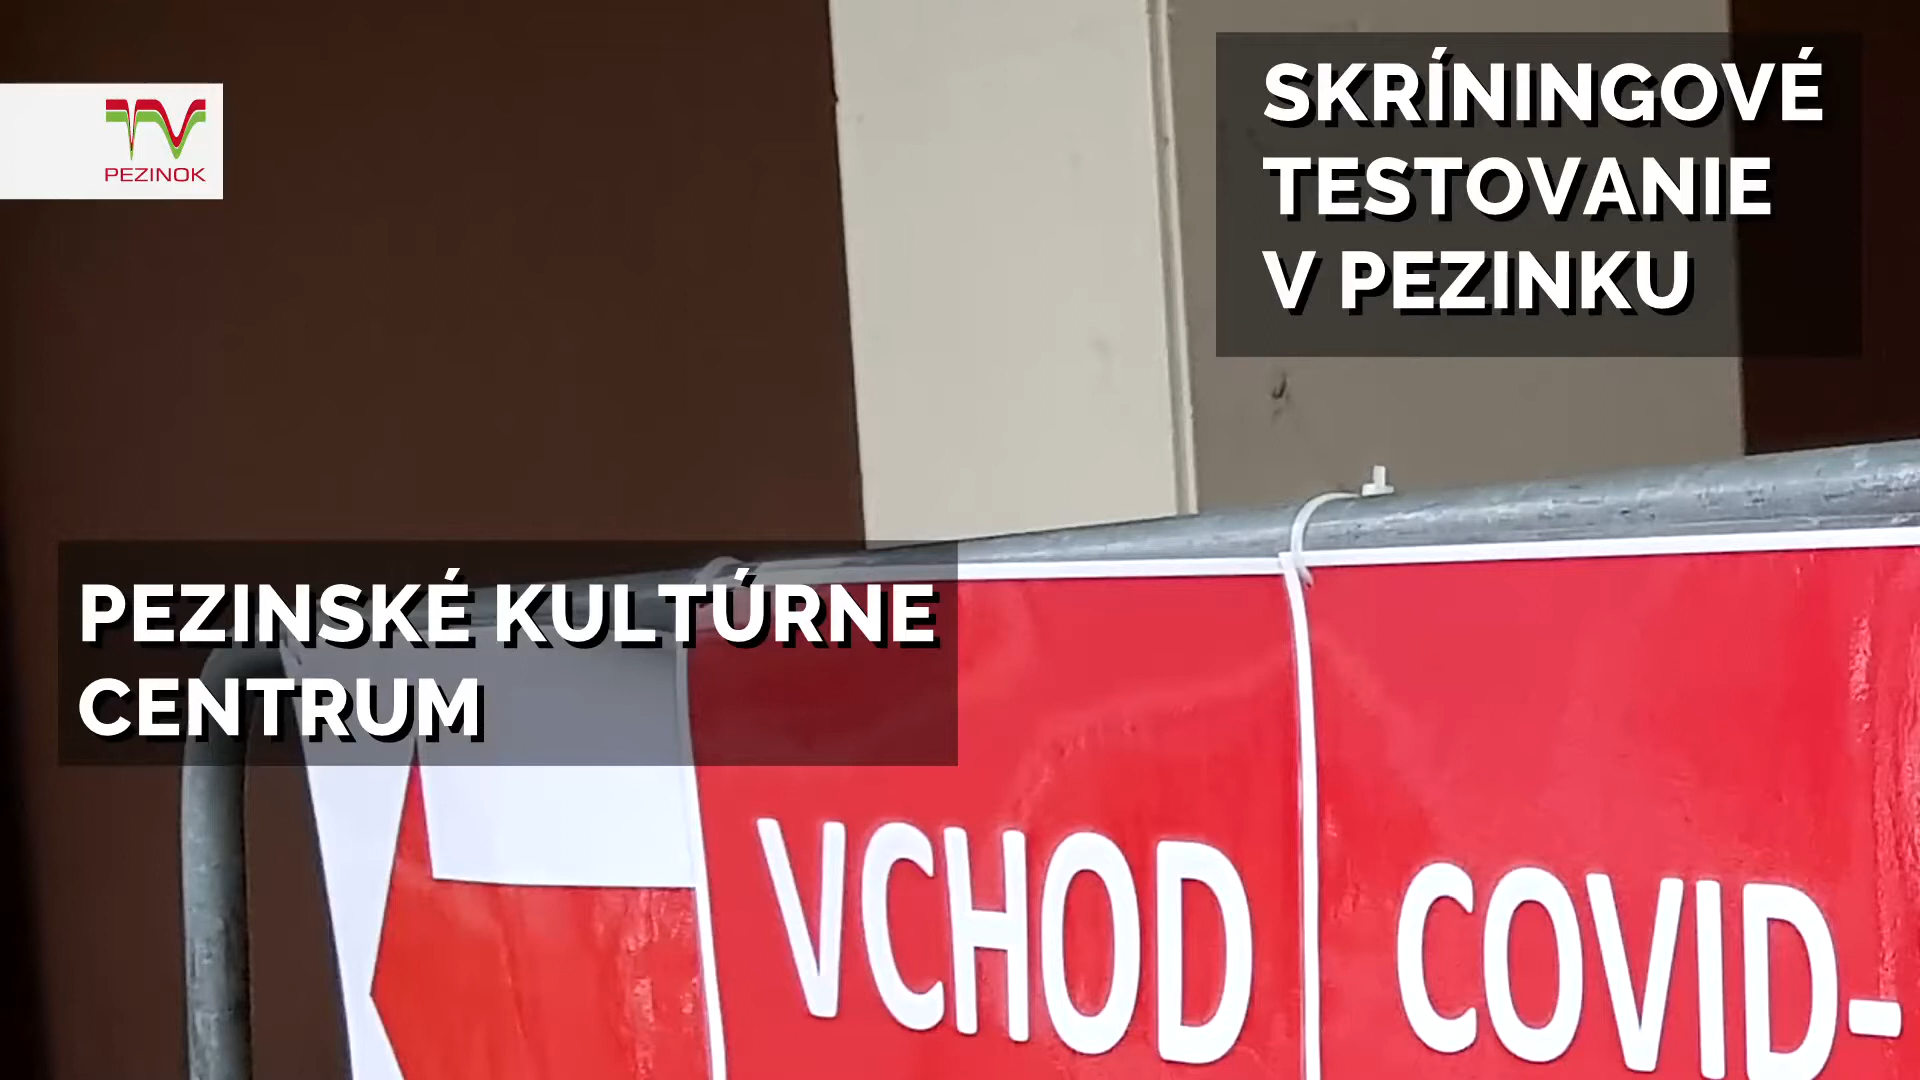 TV
PEZINOK
SKRÍNINGOVÉ
TESTOVANIE
V PEZINKU
PEZINSKÉ KULTÚRNE
CENTRUM
VCHOD
COVID-